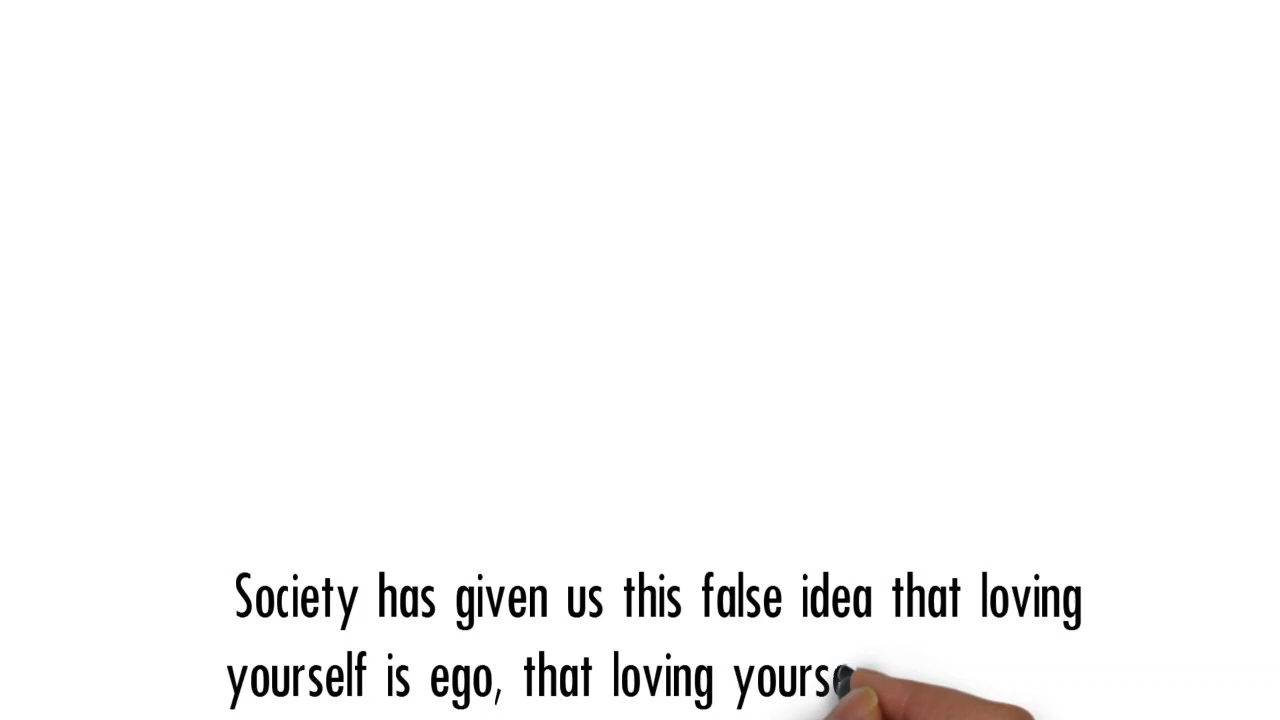 Society has given us this false idea that loving
yourself is ego, that loving yourse